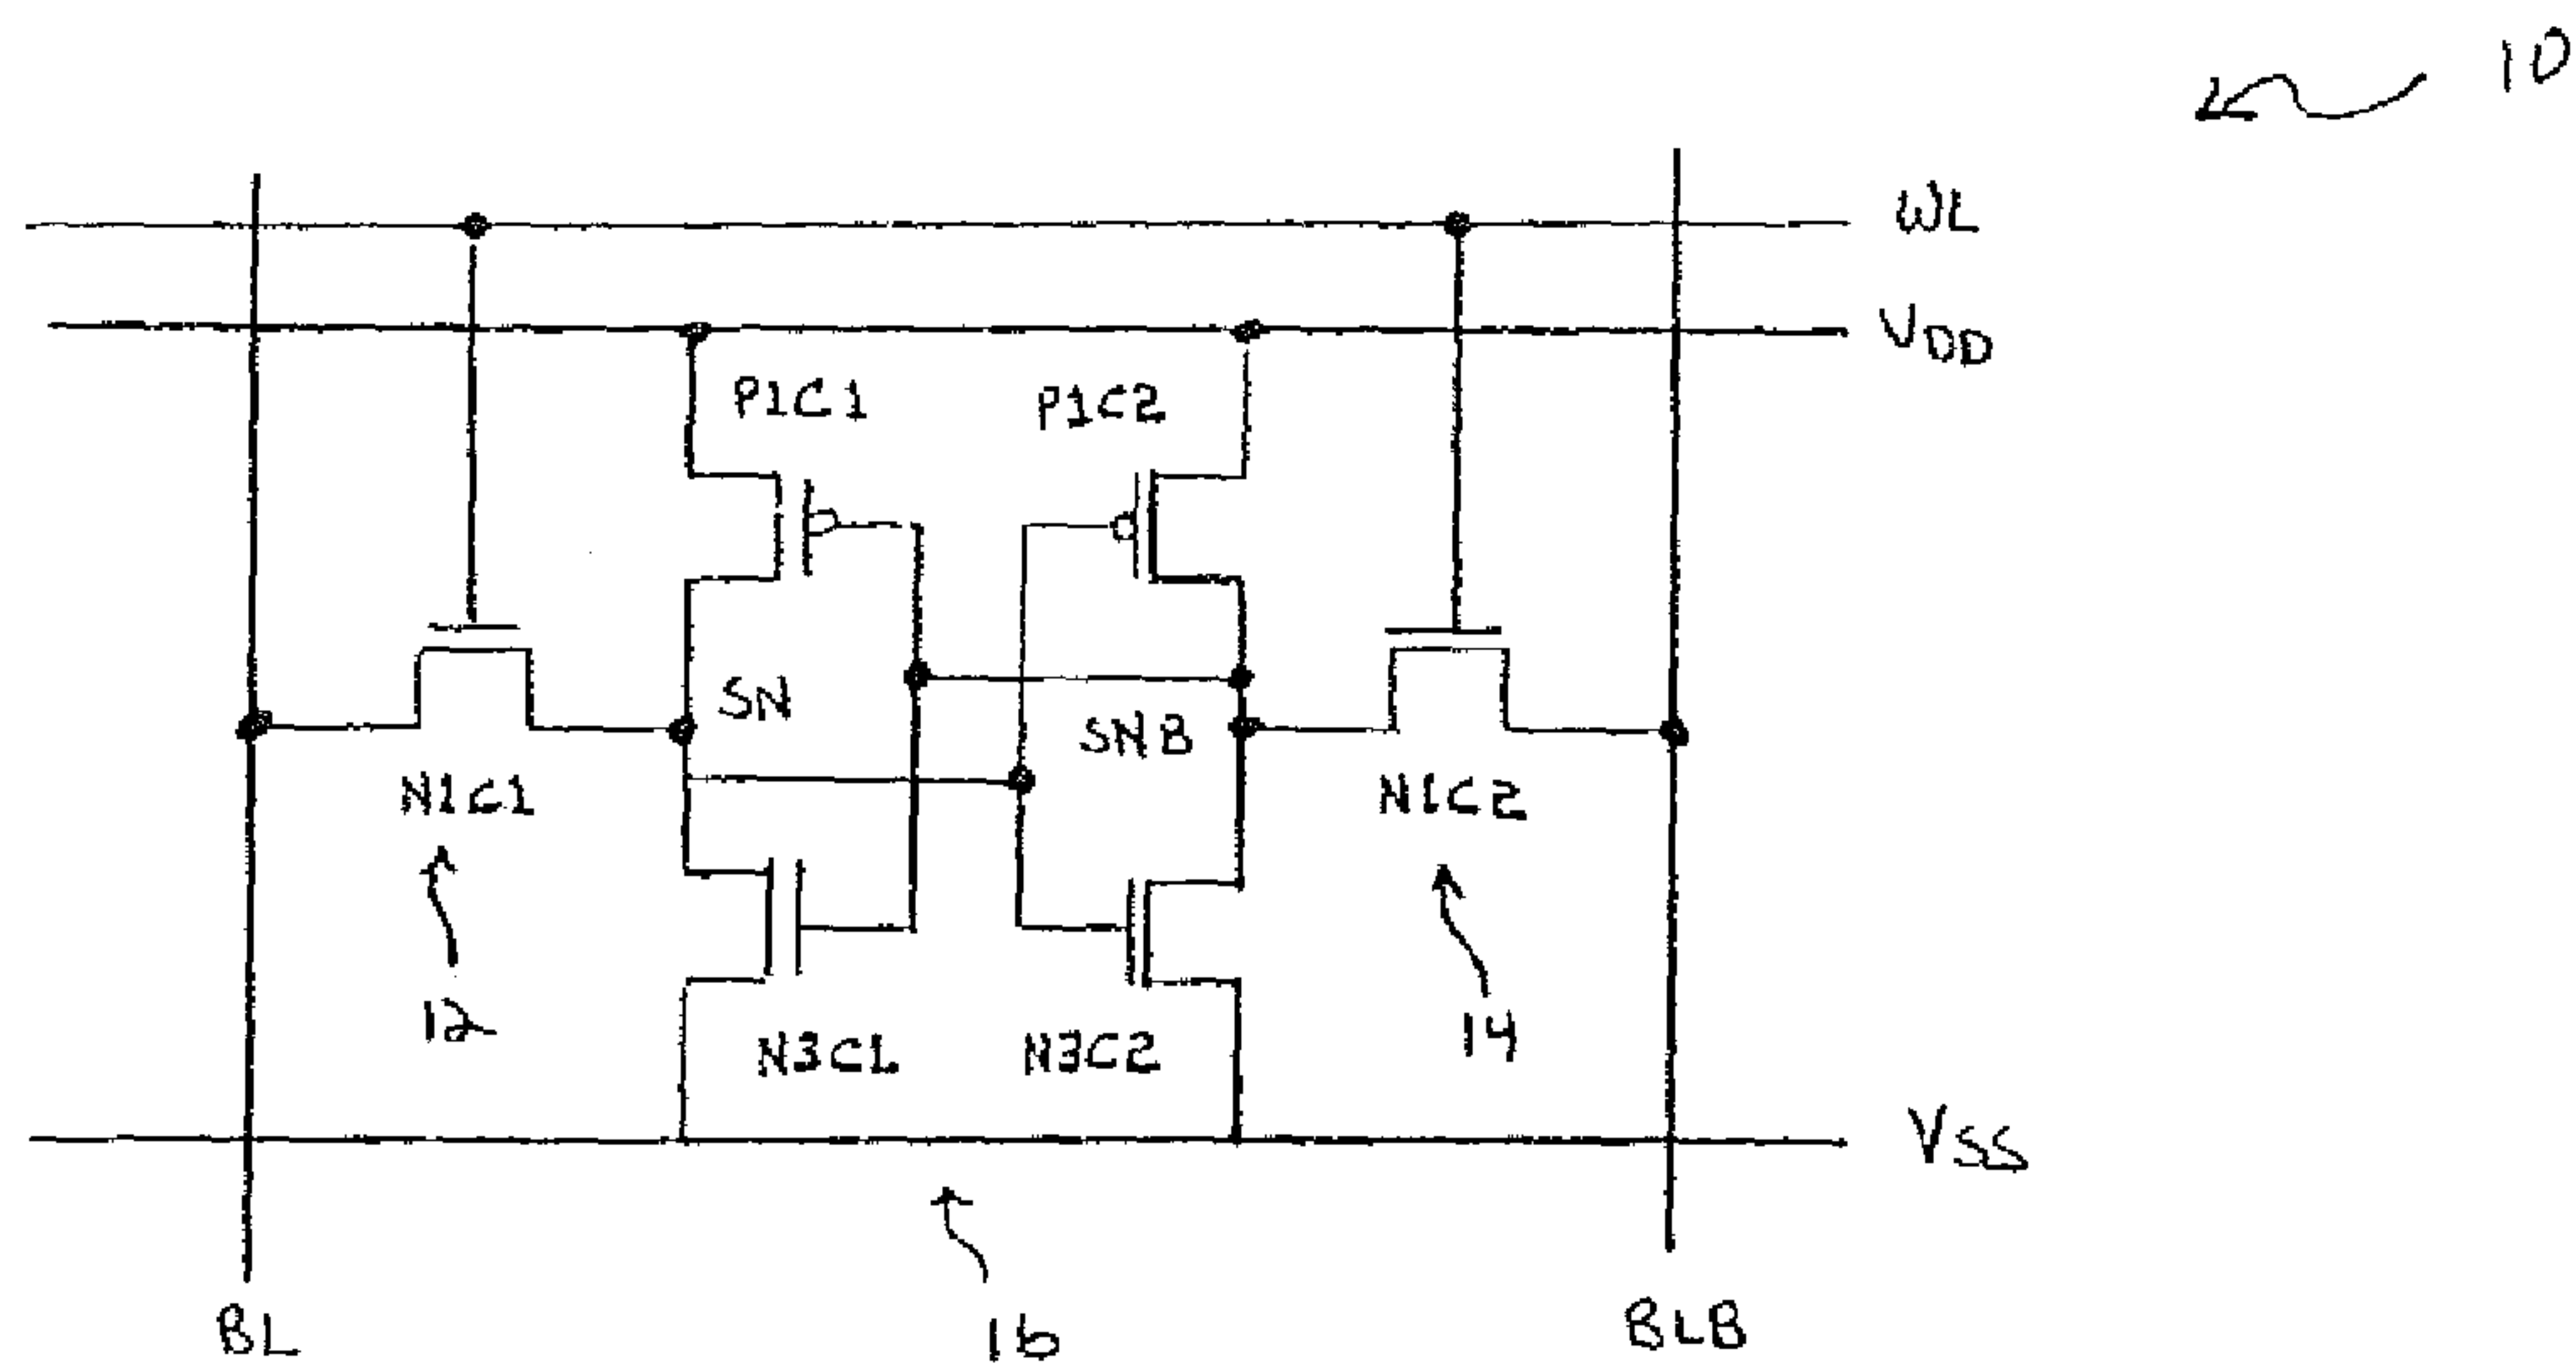 10
WL
VDD
P1C1
P1C2
SN
SNB
N1C1
N1C2
12
14
N3C1
N3C2
VSS
16
BL
BLB